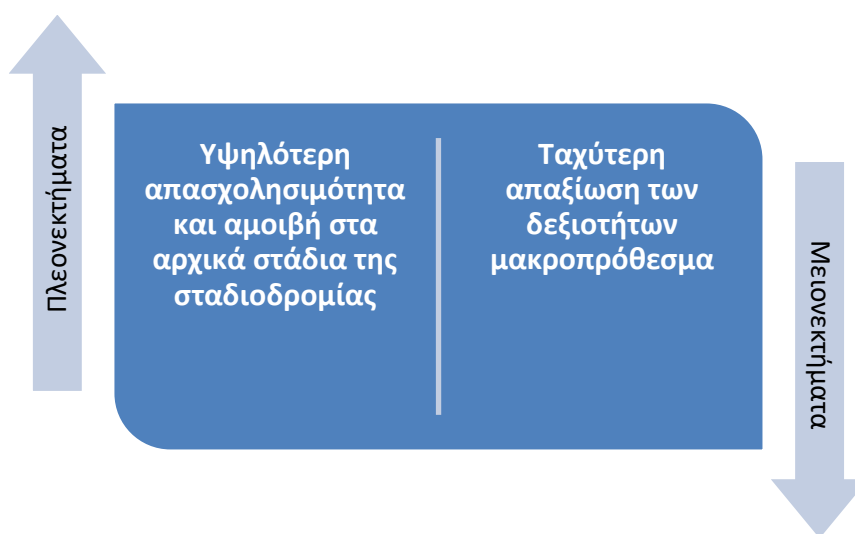 Πλεονεκτήματα
Υψηλότερη
απασχολησιμότητα
και αμοιβή στα
αρχικά στάδια της
σταδιοδρομίας
Ταχύτερη
απαξίωση των
δεξιοτήτων
μακροπρόθεσμα
Μειονεκτήματα